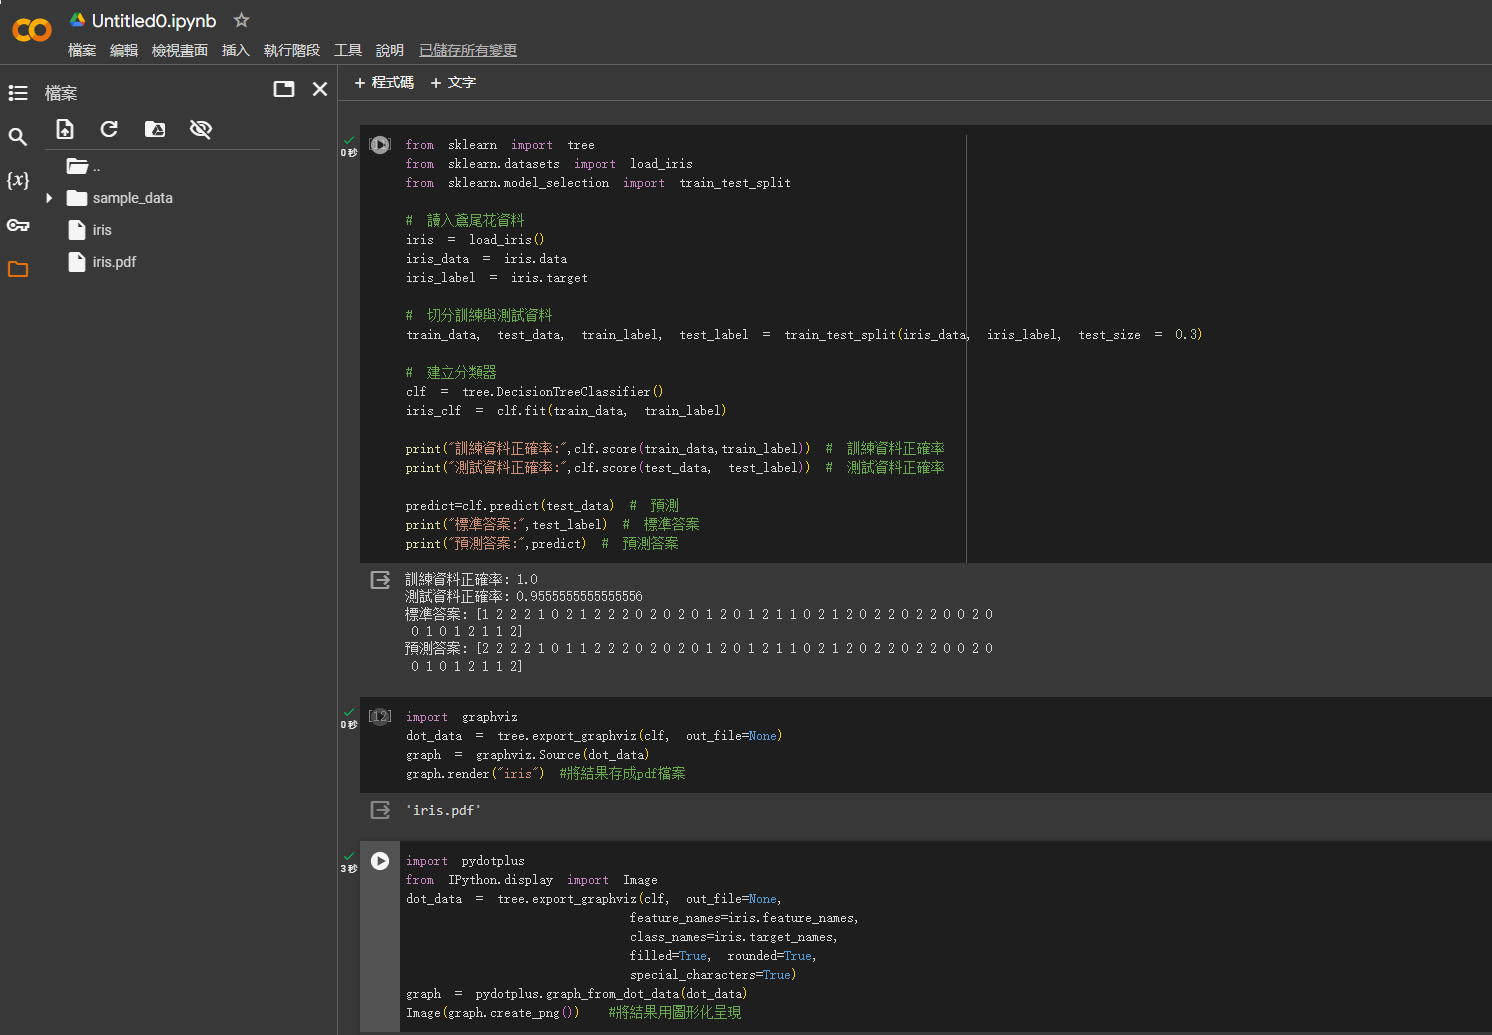 Untitled0.ipynb
檔案 編輯 檢視畫面 插入 執行階段 工具 說明 已儲存所有變更
檔案
+ 程式碼 + 文字
..
sample_data
iris
iris.pdf
{x}
0秒
from sklearn import tree
from sklearn.datasets import load_iris
from sklearn.model_selection import train_test_split
# 讀入鳶尾花資料
iris = load_iris()
iris_data = iris.data
iris_label = iris.target
# 切分訓練與測試資料
train_data, test_data, train_label, test_label = train_test_split(iris_data, iris_label, test_size = 0.3)
# 建立分類器
clf = tree.DecisionTreeClassifier()
iris_clf = clf.fit(train_data, train_label)
print("訓練資料正確率:",clf.score(train_data,train_label)) # 訓練資料正確率
print("測試資料正確率:",clf.score(test_data, test_label)) # 測試資料正確率
predict=clf.predict(test_data) # 預測
print("標準答案:",test_label) # 標準答案
print("預測答案:",predict) # 預測答案
訓練資料正確率: 1.0
測試資料正確率: 0.9555555555555556
標準答案: [1 2 2 2 1 0 2 1 2 2 2 0 2 0 2 0 1 2 0 1 2 1 1 0 2 1 2 0 2 2 0 2 2 0 0 2 0
0 1 0 1 2 1 1 2]
預測答案: [2 2 2 2 1 0 1 1 2 2 2 0 2 0 2 0 1 2 0 1 2 1 1 0 2 1 2 0 2 2 0 2 2 0 0 2 0
0 1 0 1 2 1 1 2]
0秒
[12]
import graphviz
dot_data = tree.export_graphviz(clf, out_file=None)
graph = graphviz.Source(dot_data)
graph.render("iris") #將結果存成pdf檔案
'iris.pdf'
3秒
import pydotplus
from IPython.display import Image
dot_data = tree.export_graphviz(clf, out_file=None,
feature_names=iris.feature_names,
class_names=iris.target_names,
filled=True, rounded=True,
special_characters=True)
graph = pydotplus.graph_from_dot_data(dot_data)
Image(graph.create_png()) #將結果用圖形化呈現